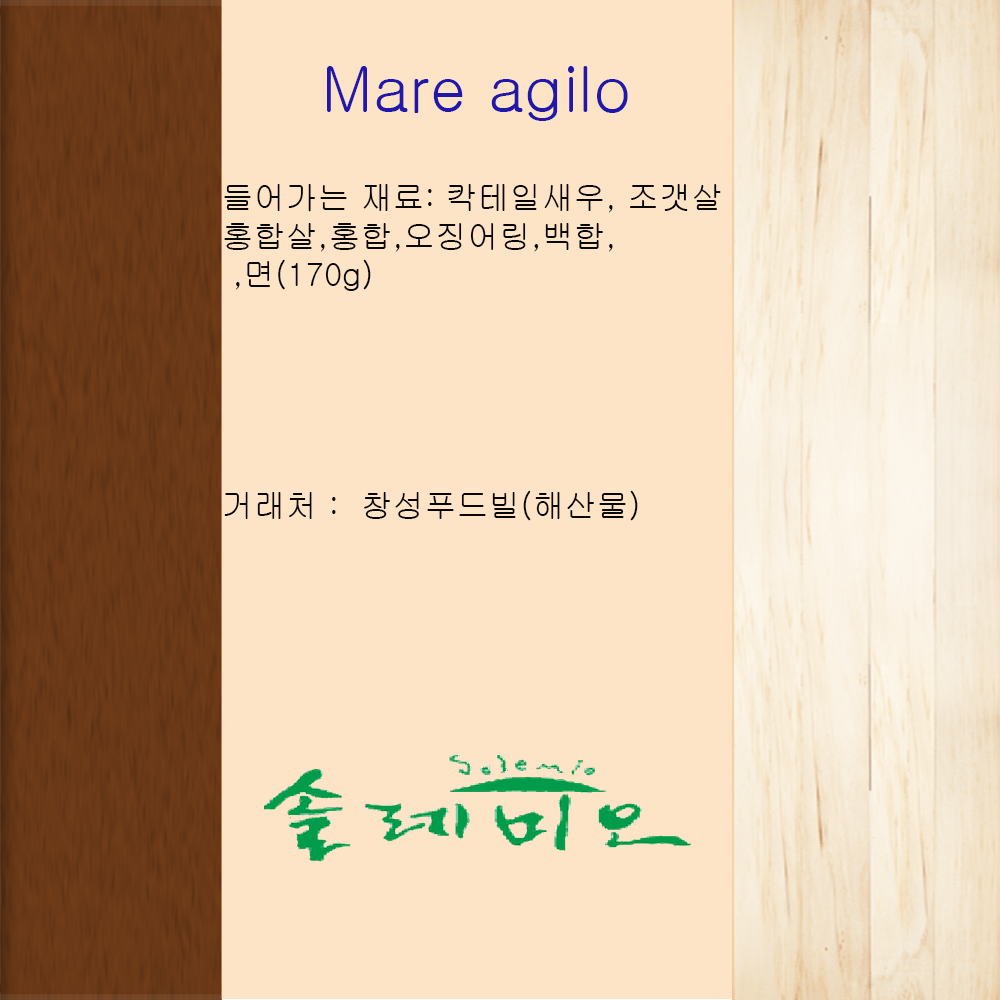 Mare agilo
들어가는 재료: 칵테일새우, 조갯살
홍합살,홍합,오징어링,백합,
,면(170g)
거래처 : 창성푸드빌(해산물)
Solemio
솔레미오